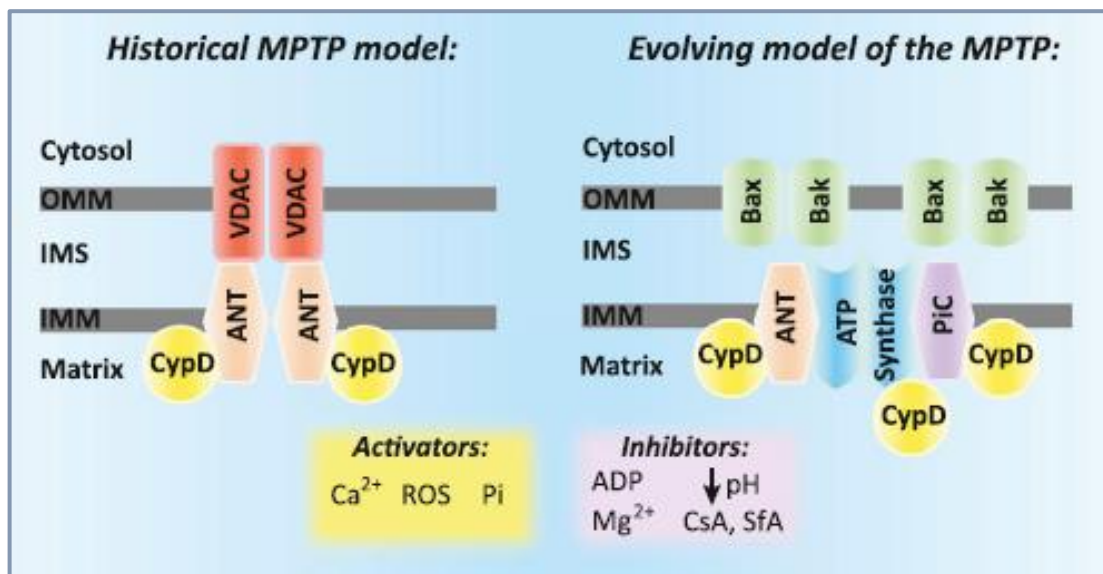 Historical MPTP model:
Cytosol
OMM
IMS
IMM
Matrix
VDAC
VDAC
ANT
ANT
CypD
CypD
Evolving model of the MPTP:
Cytosol
OMM
IMS
IMM
Matrix
Bax
Bak
Bax
Bak
ANT
ATP
Synthase
PiC
CypD
CypD
CypD
Activators:
Ca²⁺ ROS Pi
Inhibitors:
ADP ↓pH
Mg²⁺ CsA, SfA